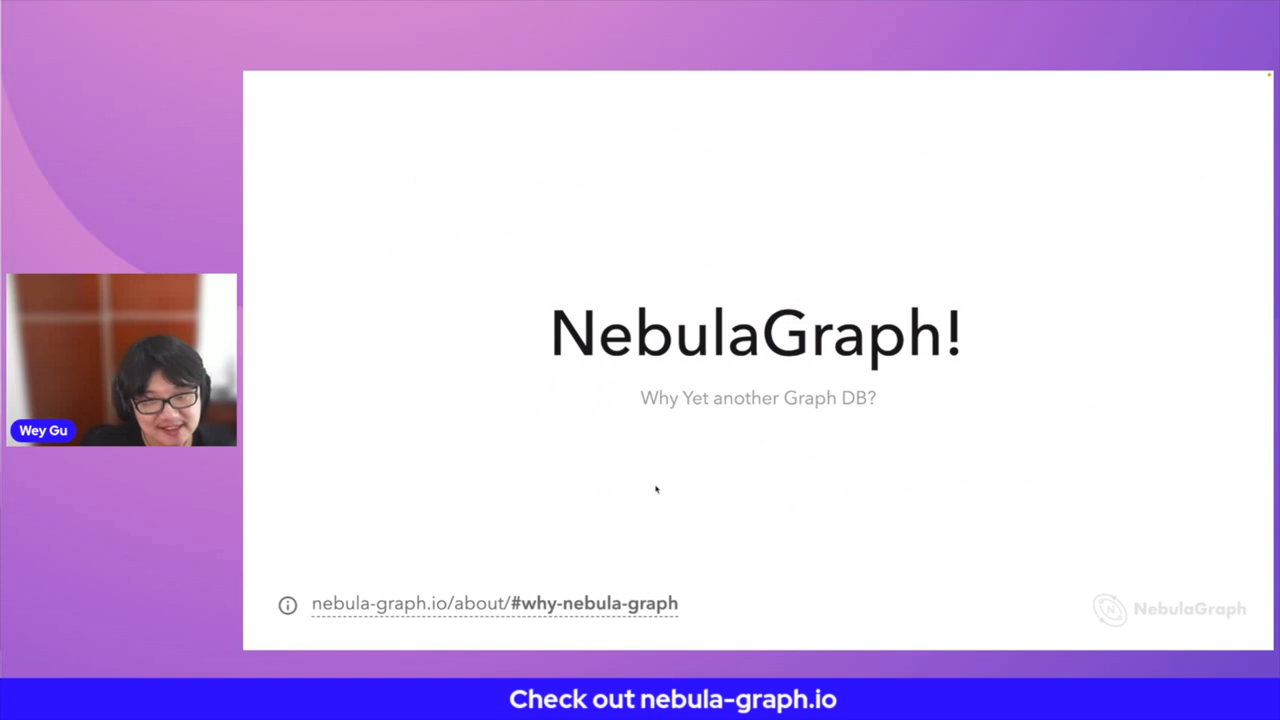 NebulaGraph!
Why Yet another Graph DB?
Wey Gu
nebula-graph.io/about/#why-nebula-graph
NebulaGraph
Check out nebula-graph.io